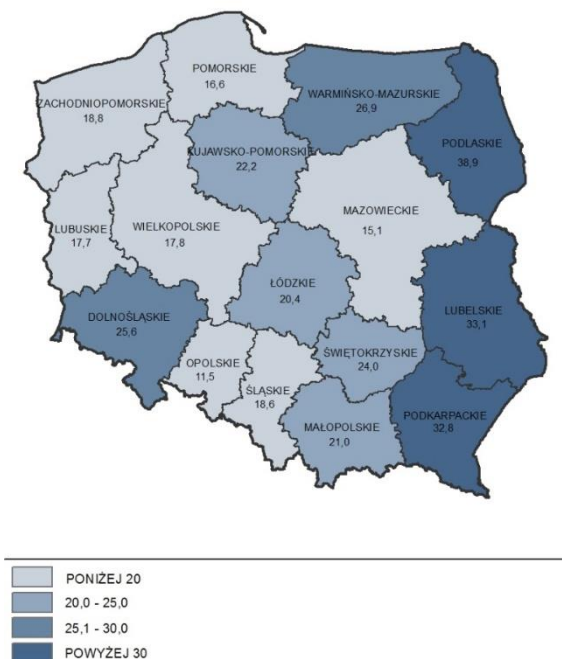 POMORSKIE
16,6
ZACHODNIOPOMORSKIE
18,8
WARMIŃSKO-MAZURSKIE
26,9
PODLASKIE
38,9
KUJAWSKO-POMORSKIE
22,2
MAZOWIECKIE
15,1
LUBUSKIE
17,7
WIELKOPOLSKIE
17,8
ŁÓDZKIE
20,4
LUBELSKIE
33,1
DOLNOŚLĄSKIE
25,6
OPOLSKIE
11,5
ŚLĄSKIE
18,6
ŚWIĘTOKRZYSKIE
24,0
MAŁOPOLSKIE
21,0
PODKARPACKIE
32,8
PONIŻEJ 20
20,0 - 25,0
25,1 - 30,0
POWYŻEJ 30